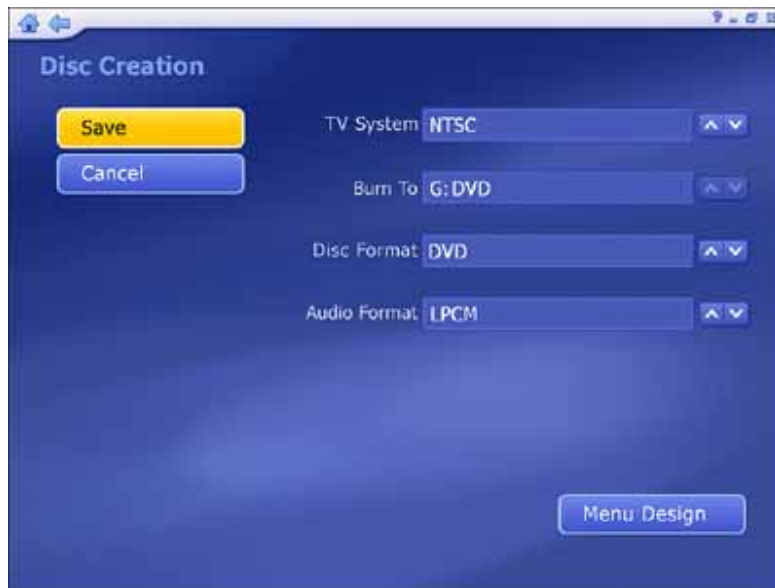 Disc Creation
Save
Cancel
TV System NTSC
Burn To G:DVD
Disc Format DVD
Audio Format LPCM
Menu Design